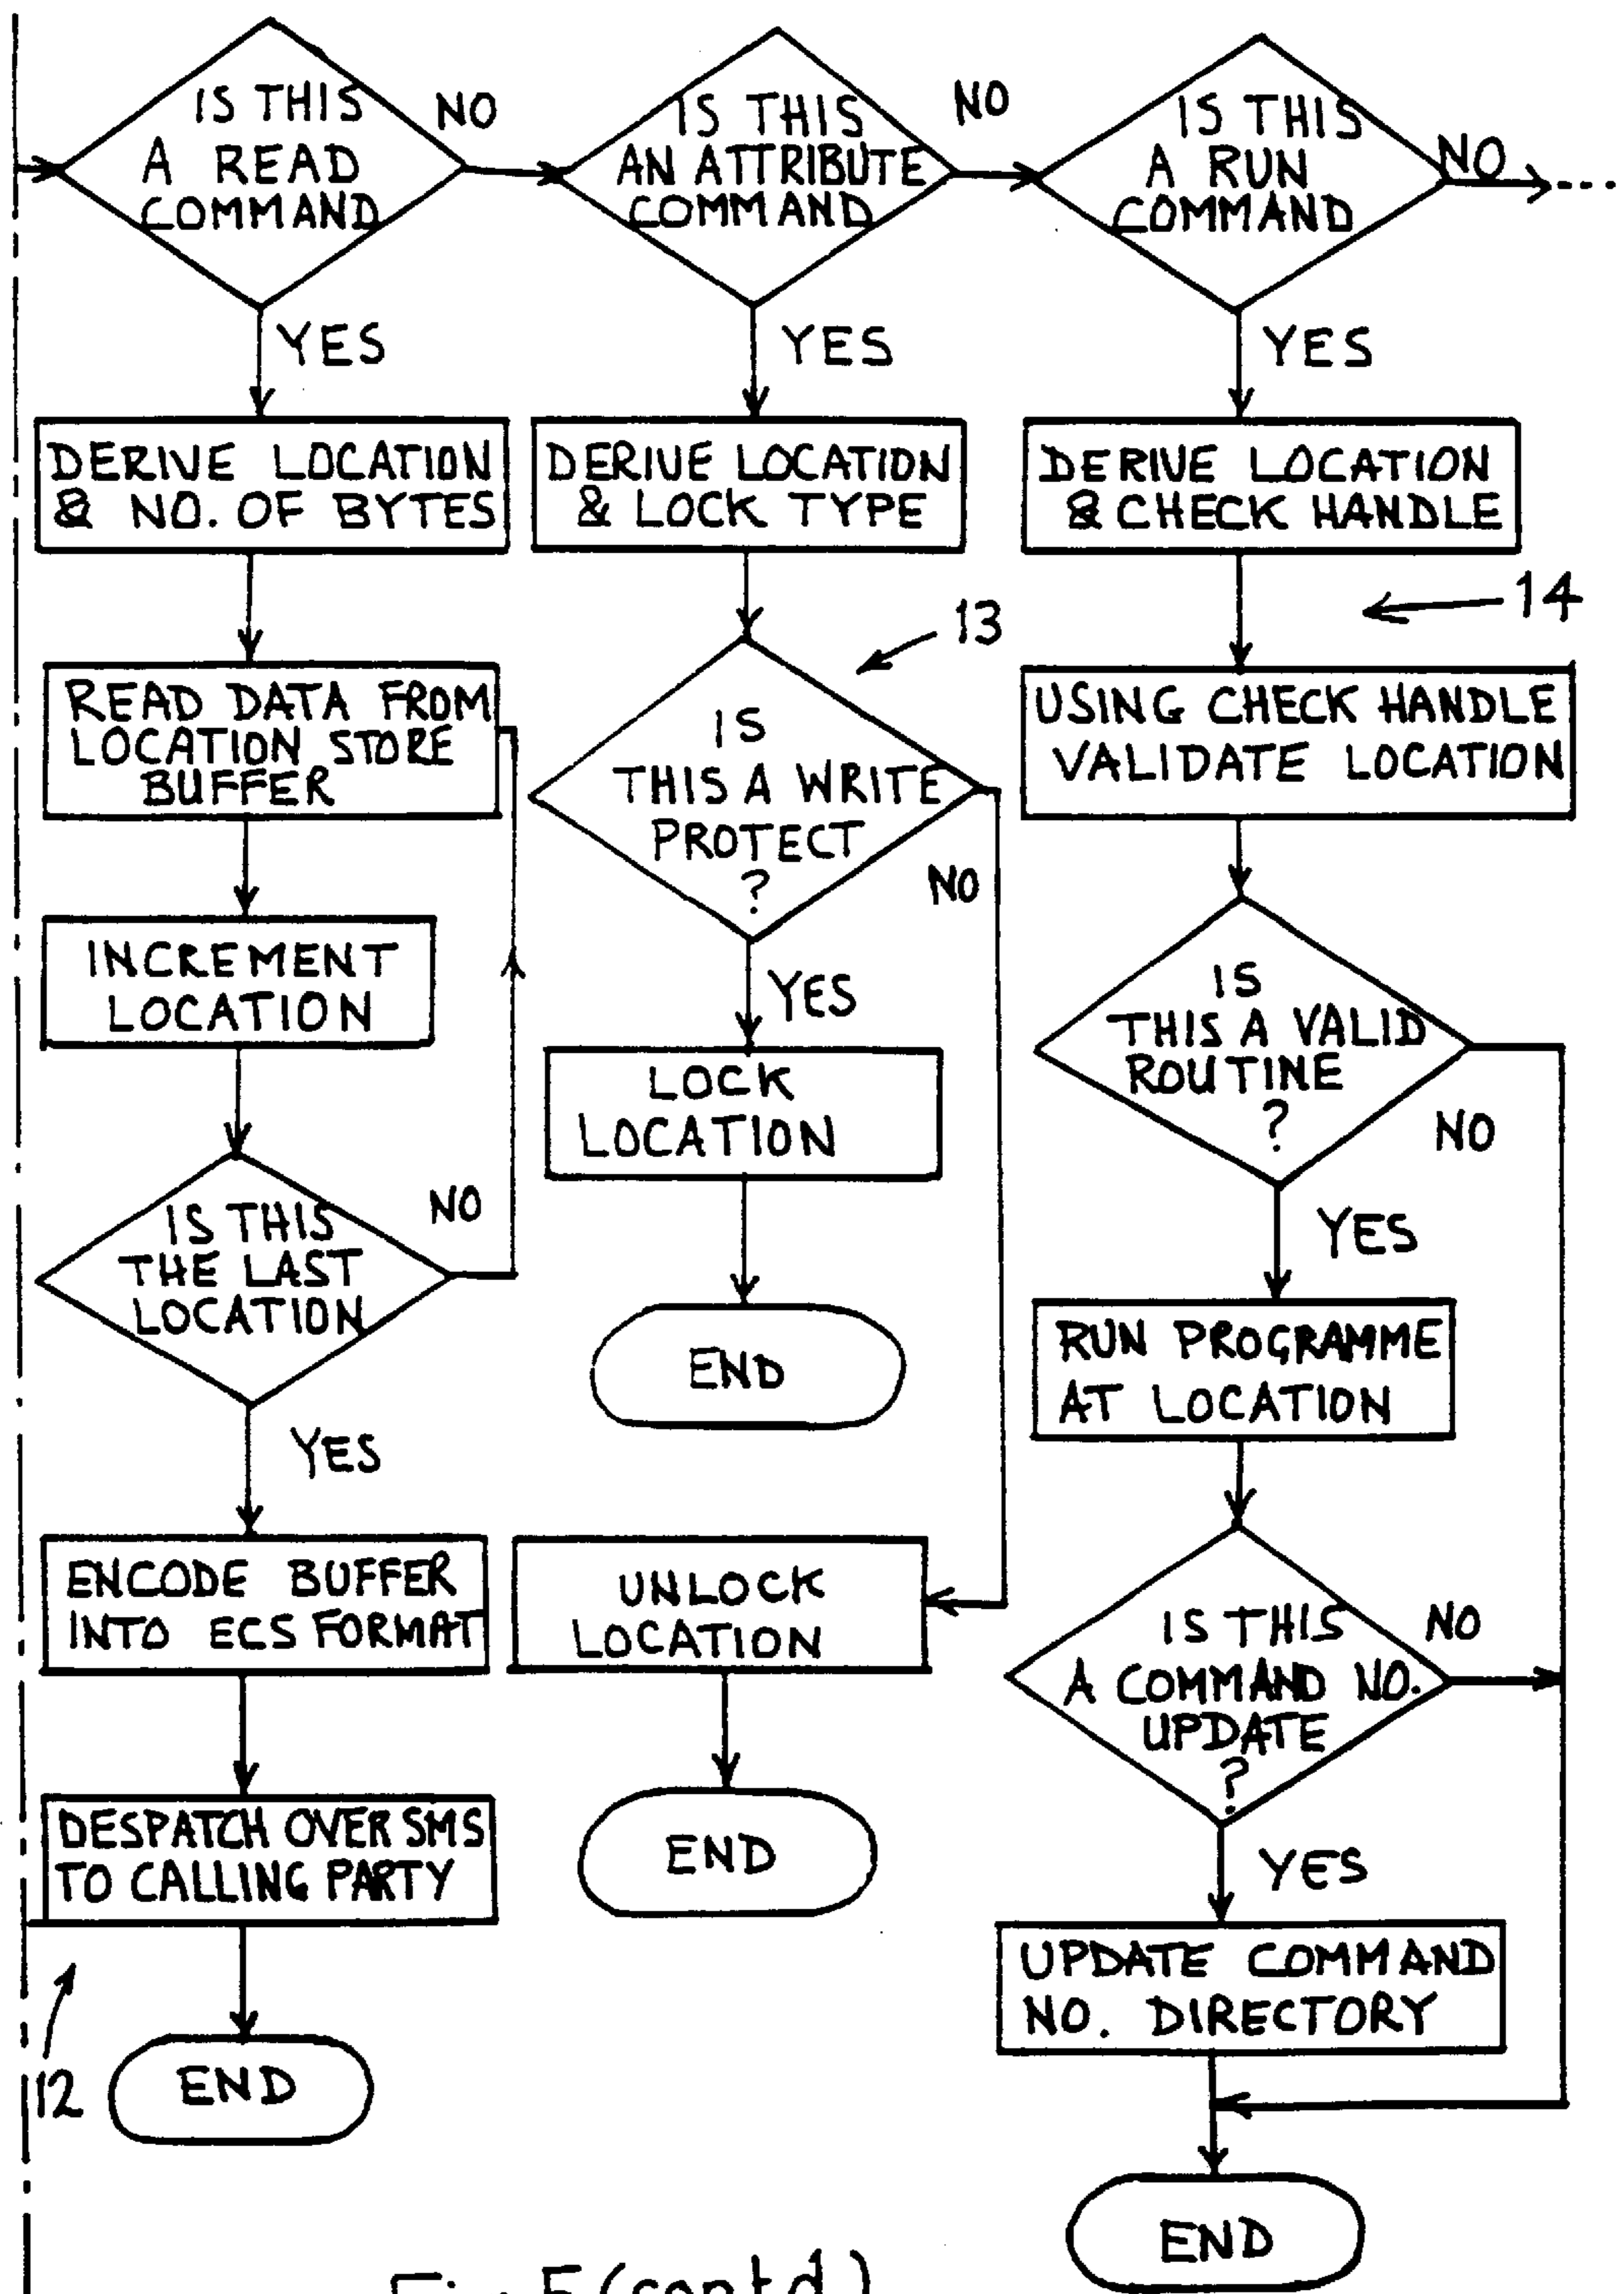 IS THIS
A READ
COMMAND
NO
IS THIS
AN ATTRIBUTE
COMMAND
NO
IS THIS
A RUN
COMMAND
NO
YES
YES
YES
DERIVE LOCATION
& NO. OF BYTES
DERIVE LOCATION
& LOCK TYPE
DERIVE LOCATION
& CHECK HANDLE
13
14
READ DATA FROM
LOCATION STORE
BUFFER
IS
THIS A WRITE
PROTECT
?
NO
USING CHECK HANDLE
VALIDATE LOCATION
INCREMENT
LOCATION
YES
IS
THIS A VALID
ROUTINE
?
NO
LOCK
LOCATION
IS THIS
THE LAST
LOCATION
NO
YES
END
RUN PROGRAMME
AT LOCATION
YES
ENCODE BUFFER
INTO ECS FORMAT
UNLOCK
LOCATION
IS THIS
A COMMAND NO.
UPDATE
?
NO
DESPATCH OVER SMS
TO CALLING PARTY
END
YES
UPDATE COMMAND
NO. DIRECTORY
12
END
END
Fig 5 (contd.)